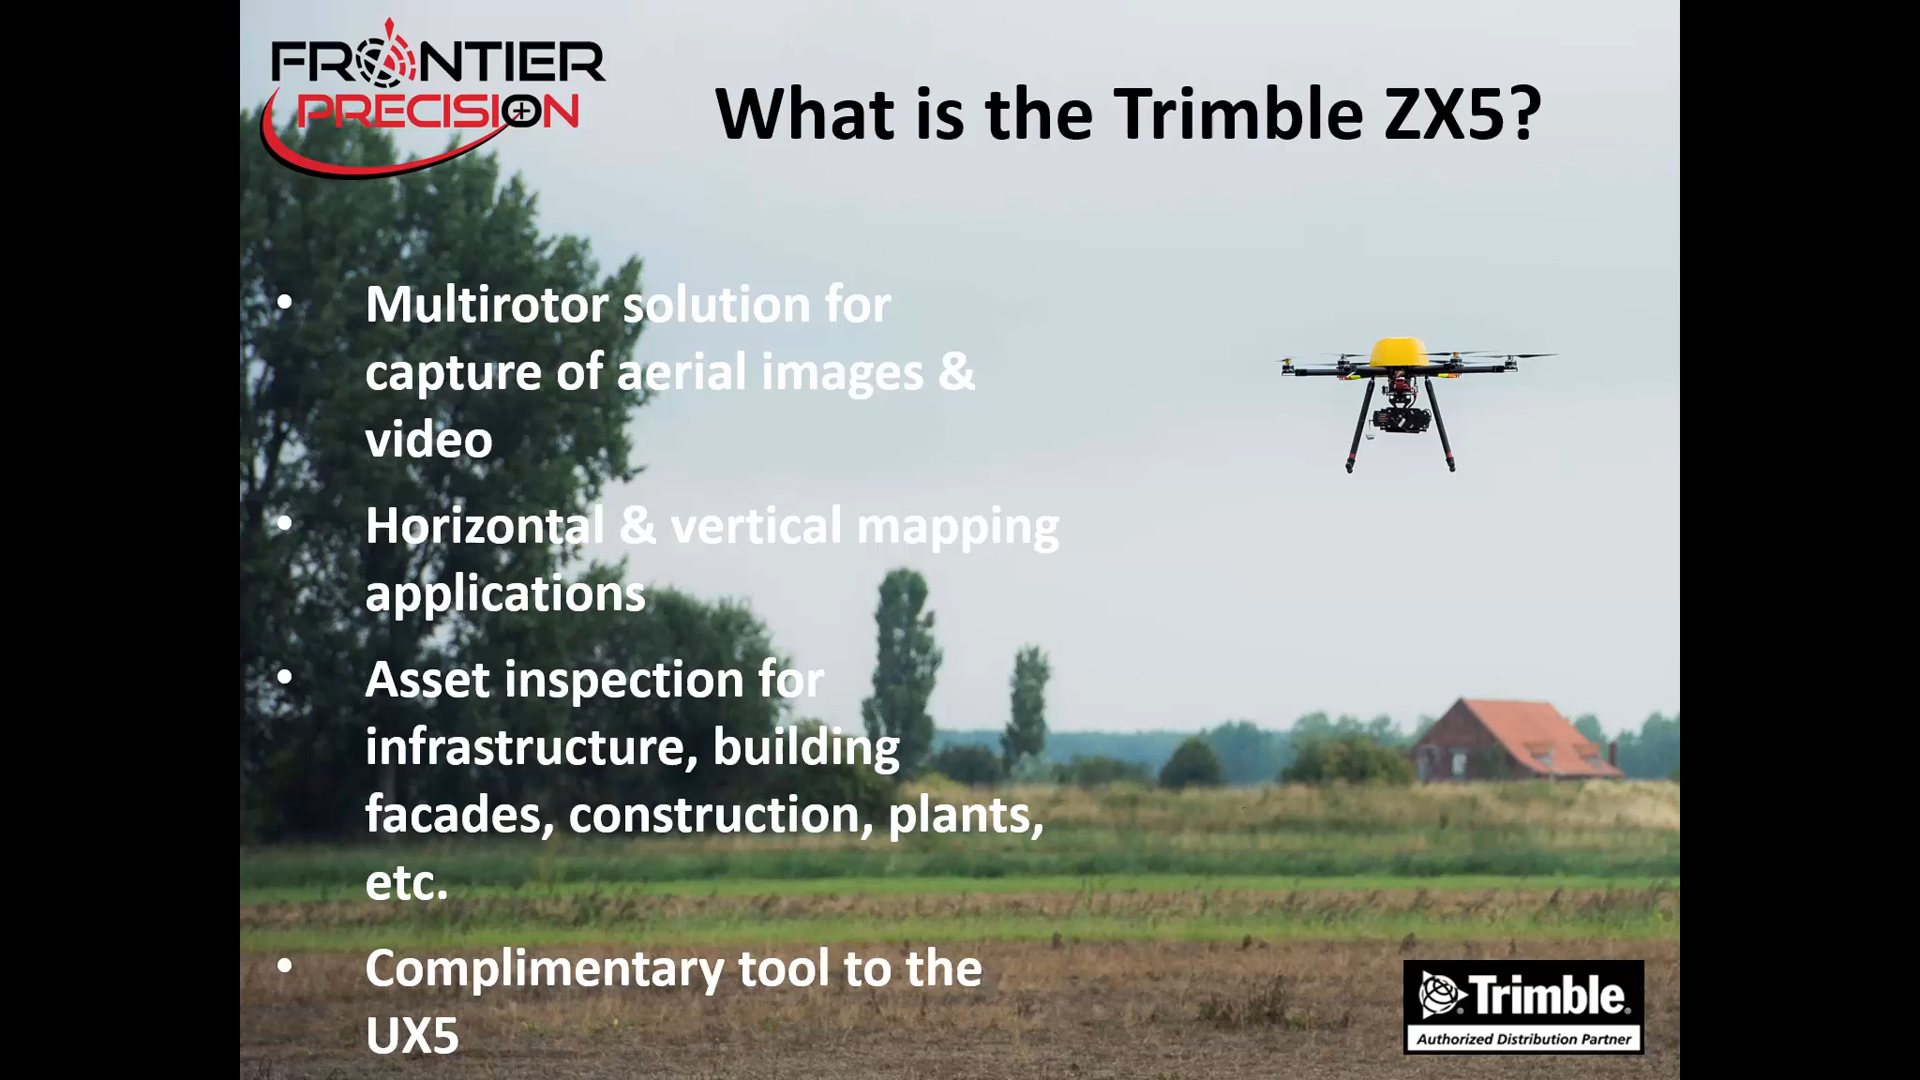 FRONTIER
PRECISION
What is the Trimble ZX5?
• Multirotor solution for
capture of aerial images &
video
• Horizontal & vertical mapping
applications
• Asset inspection for
infrastructure, building
facades, construction, plants,
etc.
• Complimentary tool to the
UX5
Trimble®
Authorized Distribution Partner